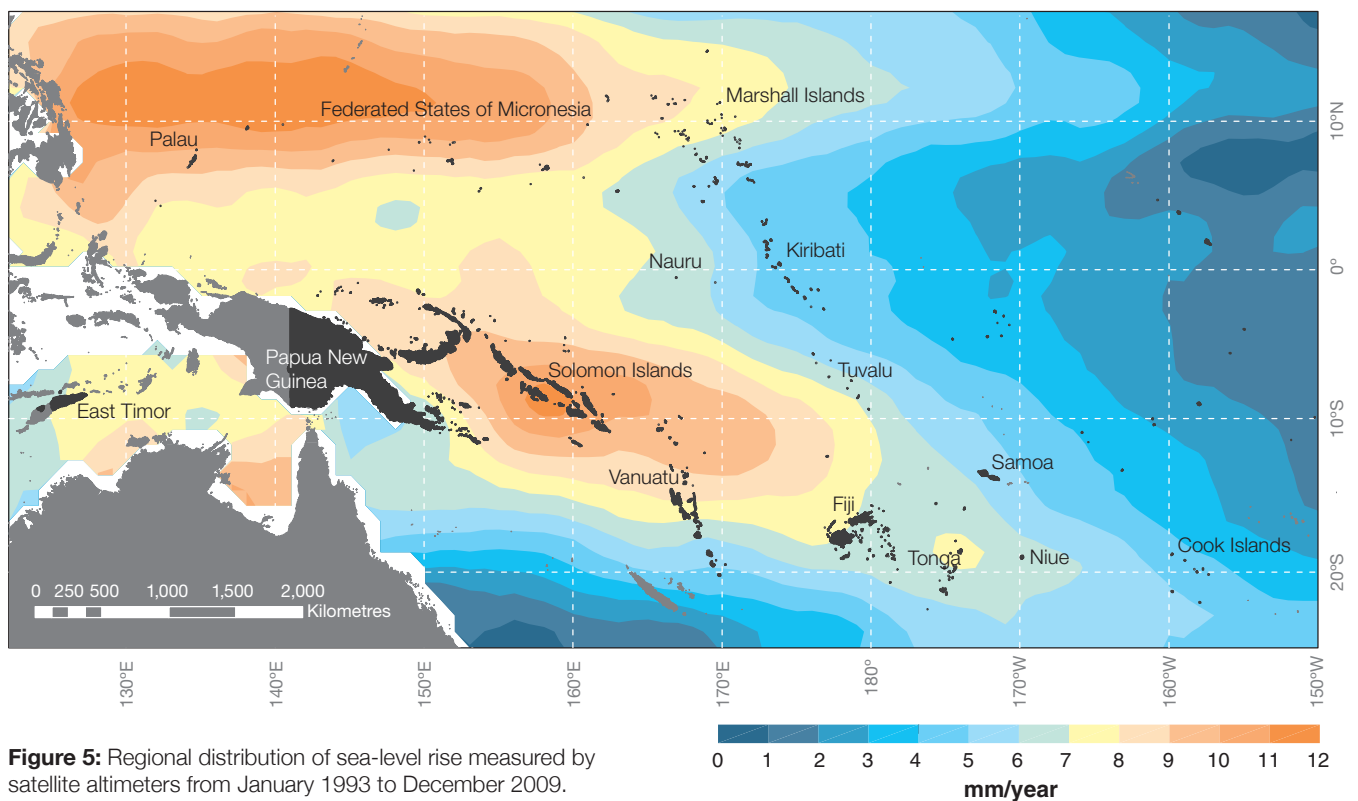 Marshall Islands
Federated States of Micronesia
10°N
Palau
Nauru
Kiribati
0°
Papua New
Guinea
Solomon Islands
Tuvalu
East Timor
10°S
Samoa
Vanuatu
Fiji
Tonga
Niue
Cook Islands
20°S
0 250 500 1,000 1,500 2,000
Kilometres
130°E 140°E 150°E 160°E 170°E 180° 170°W 160°W 150°W
Figure 5: Regional distribution of sea-level rise measured by
satellite altimeters from January 1993 to December 2009.
0 1 2 3 4 5 6 7 8 9 10 11 12
mm/year